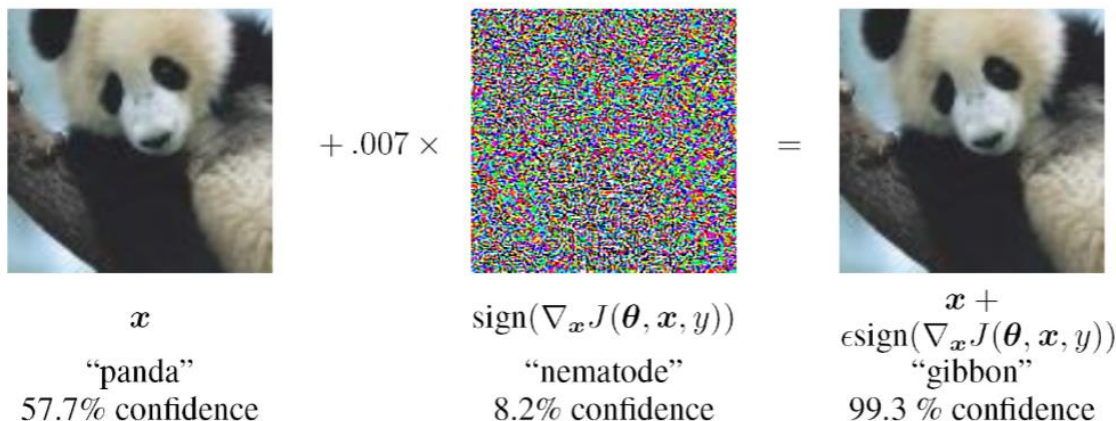 + .007 ×
=
x
“panda”
57.7% confidence
sign(∇ₓJ(θ, x, y))
“nematode”
8.2% confidence
x +
ϵsign(∇ₓJ(θ, x, y))
“gibbon”
99.3 % confidence